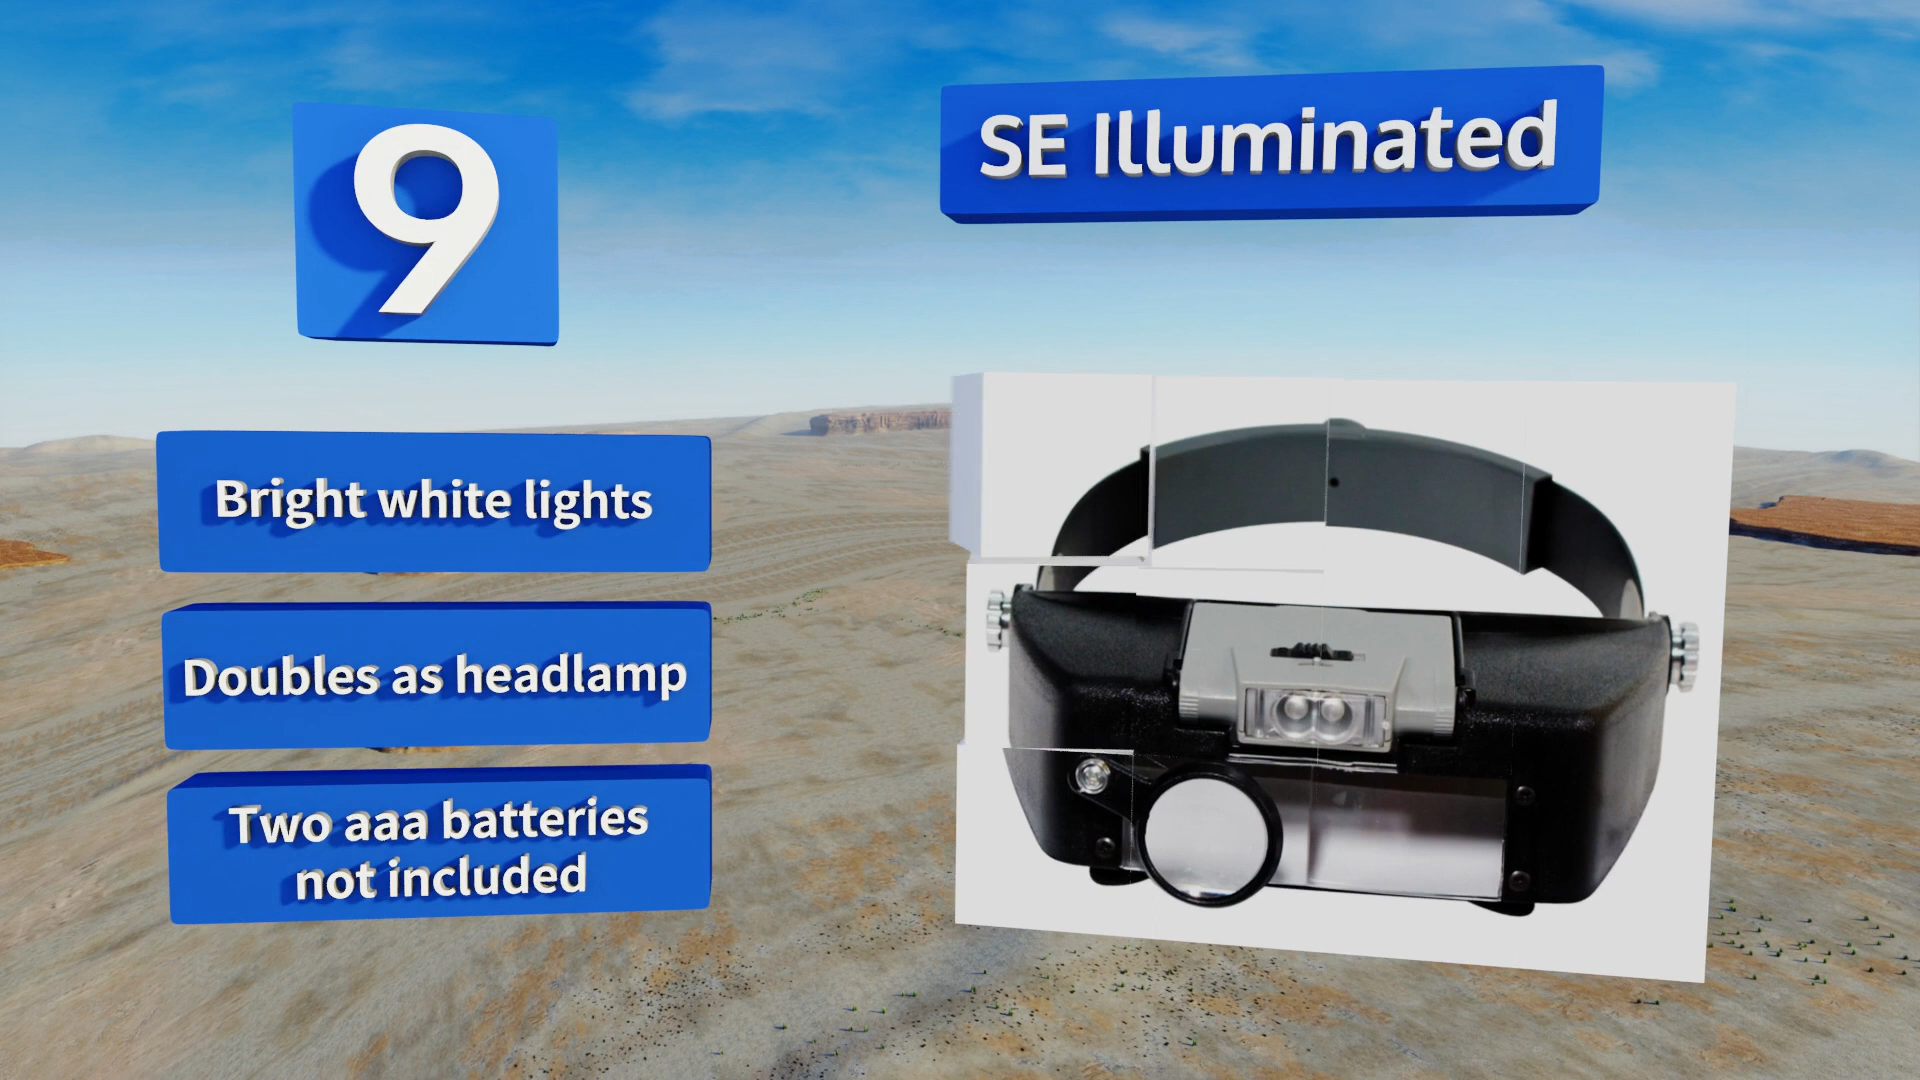 9
SE Illuminated
Bright white lights
Doubles as headlamp
Two aaa batteries
not included